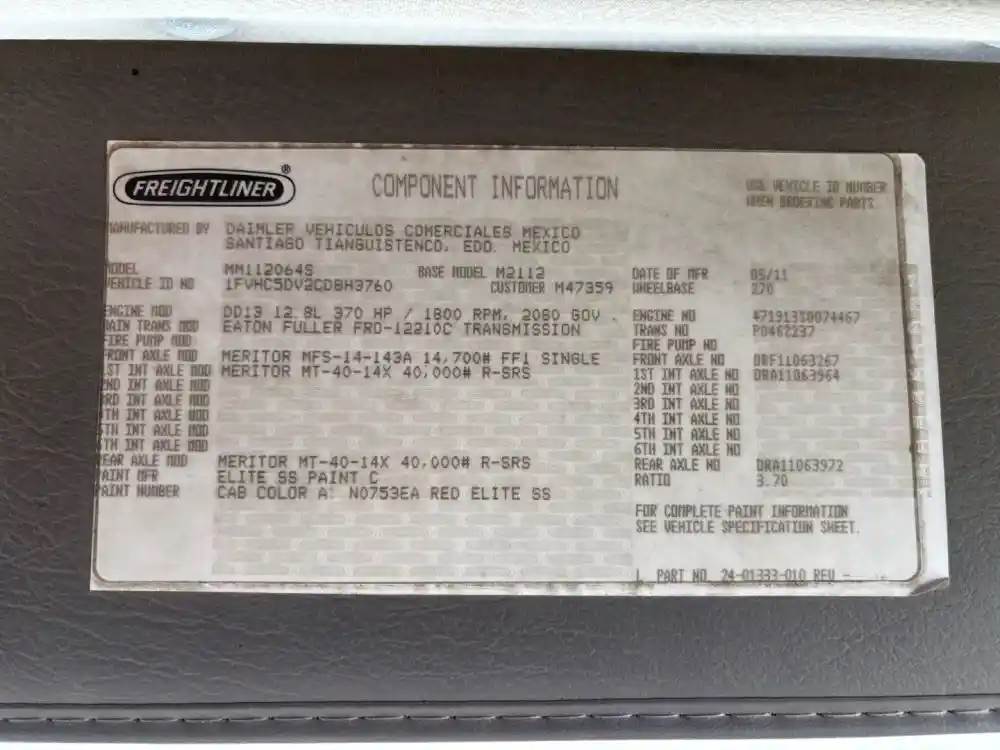 FREIGHTLINER ®
COMPONENT INFORMATION
USE VEHICLE ID NUMBER
WHEN ORDERING PARTS
MANUFACTURED BY DAIMLER VEHICULOS COMERCIALES MEXICO
SANTIAGO TIANGUISTENCO, EDO. MEXICO
MODEL MM112064S BASE MODEL M2112 DATE OF MFR 05/11
VEHICLE ID NO 1FVHC5DV2CDBH3760 CUSTOMER M47359 WHEELBASE 270
ENGINE MOD DD13 12.8L 370 HP / 1800 RPM, 2080 GOV. ENGINE NO 471913S0074467
MAIN TRANS MOD EATON FULLER FRO-12210C TRANSMISSION TRANS NO P0462237
FIRE PUMP MOD FIRE PUMP NO
FRONT AXLE MOD MERITOR MFS-14-143A 14,700# FF1 SINGLE FRONT AXLE NO ORF11063267
1ST INT AXLE MOD MERITOR MT-40-14X 40,000# R-SRS 1ST INT AXLE NO ORA11063964
2ND INT AXLE MOD 2ND INT AXLE NO
3RD INT AXLE MOD 3RD INT AXLE NO
4TH INT AXLE MOD 4TH INT AXLE NO
5TH INT AXLE MOD 5TH INT AXLE NO
6TH INT AXLE MOD 6TH INT AXLE NO
REAR AXLE MOD MERITOR MT-40-14X 40,000# R-SRS REAR AXLE NO ORA11063972
PAINT MFR ELITE SS PAINT C RATIO 3.70
PAINT NUMBER CAB COLOR A: N0753EA RED ELITE SS
FOR COMPLETE PAINT INFORMATION
SEE VEHICLE SPECIFICATION SHEET.
PART NO 24-01333-010 REV -